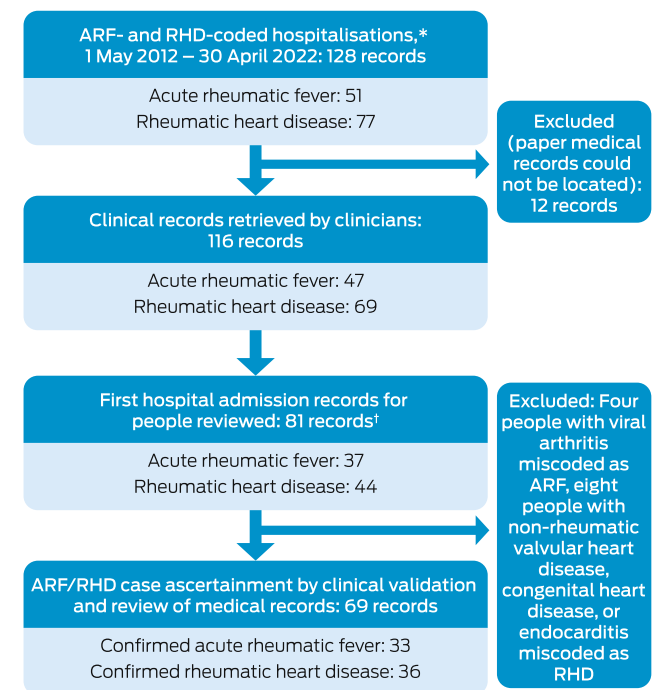 ARF- and RHD-coded hospitalisations,*
1 May 2012 – 30 April 2022: 128 records
Acute rheumatic fever: 51
Rheumatic heart disease: 77
Excluded
(paper medical
records could
not be located):
12 records
Clinical records retrieved by clinicians:
116 records
Acute rheumatic fever: 47
Rheumatic heart disease: 69
First hospital admission records for
people reviewed: 81 records†
Acute rheumatic fever: 37
Rheumatic heart disease: 44
Excluded: Four
people with viral
arthritis
miscoded as
ARF, eight
people with
non-rheumatic
valvular heart
disease,
congenital heart
disease, or
endocarditis
miscoded as
RHD
ARF/RHD case ascertainment by clinical validation
and review of medical records: 69 records
Confirmed acute rheumatic fever: 33
Confirmed rheumatic heart disease: 36